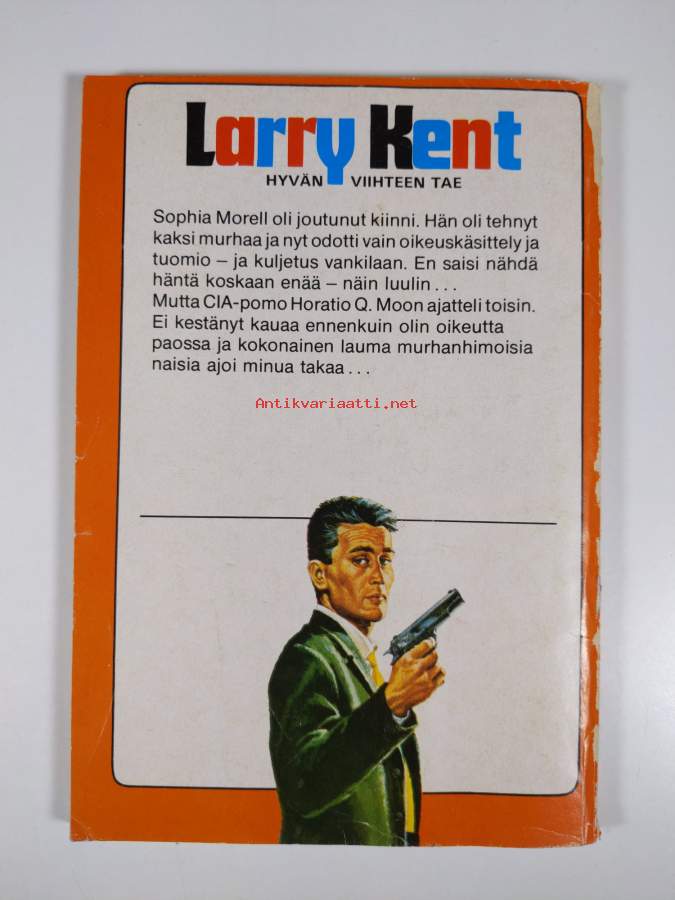 Larry Kent
HYVÄN VIIHTEEN TAE
Sophia Morell oli joutunut kiinni. Hän oli tehnyt
kaksi murhaa ja nyt odotti vain oikeuskäsittely ja
tuomio – ja kuljetus vankilaan. En saisi nähdä
häntä koskaan enää – näin luulin...
Mutta CIA-pomo Horatio Q. Moon ajatteli toisin.
Ei kestänyt kauaa ennenkuin olin oikeutta
paossa ja kokonainen lauma murhanhimoisia
naisia ajoi minua takaa...
Antikvariaatti.net